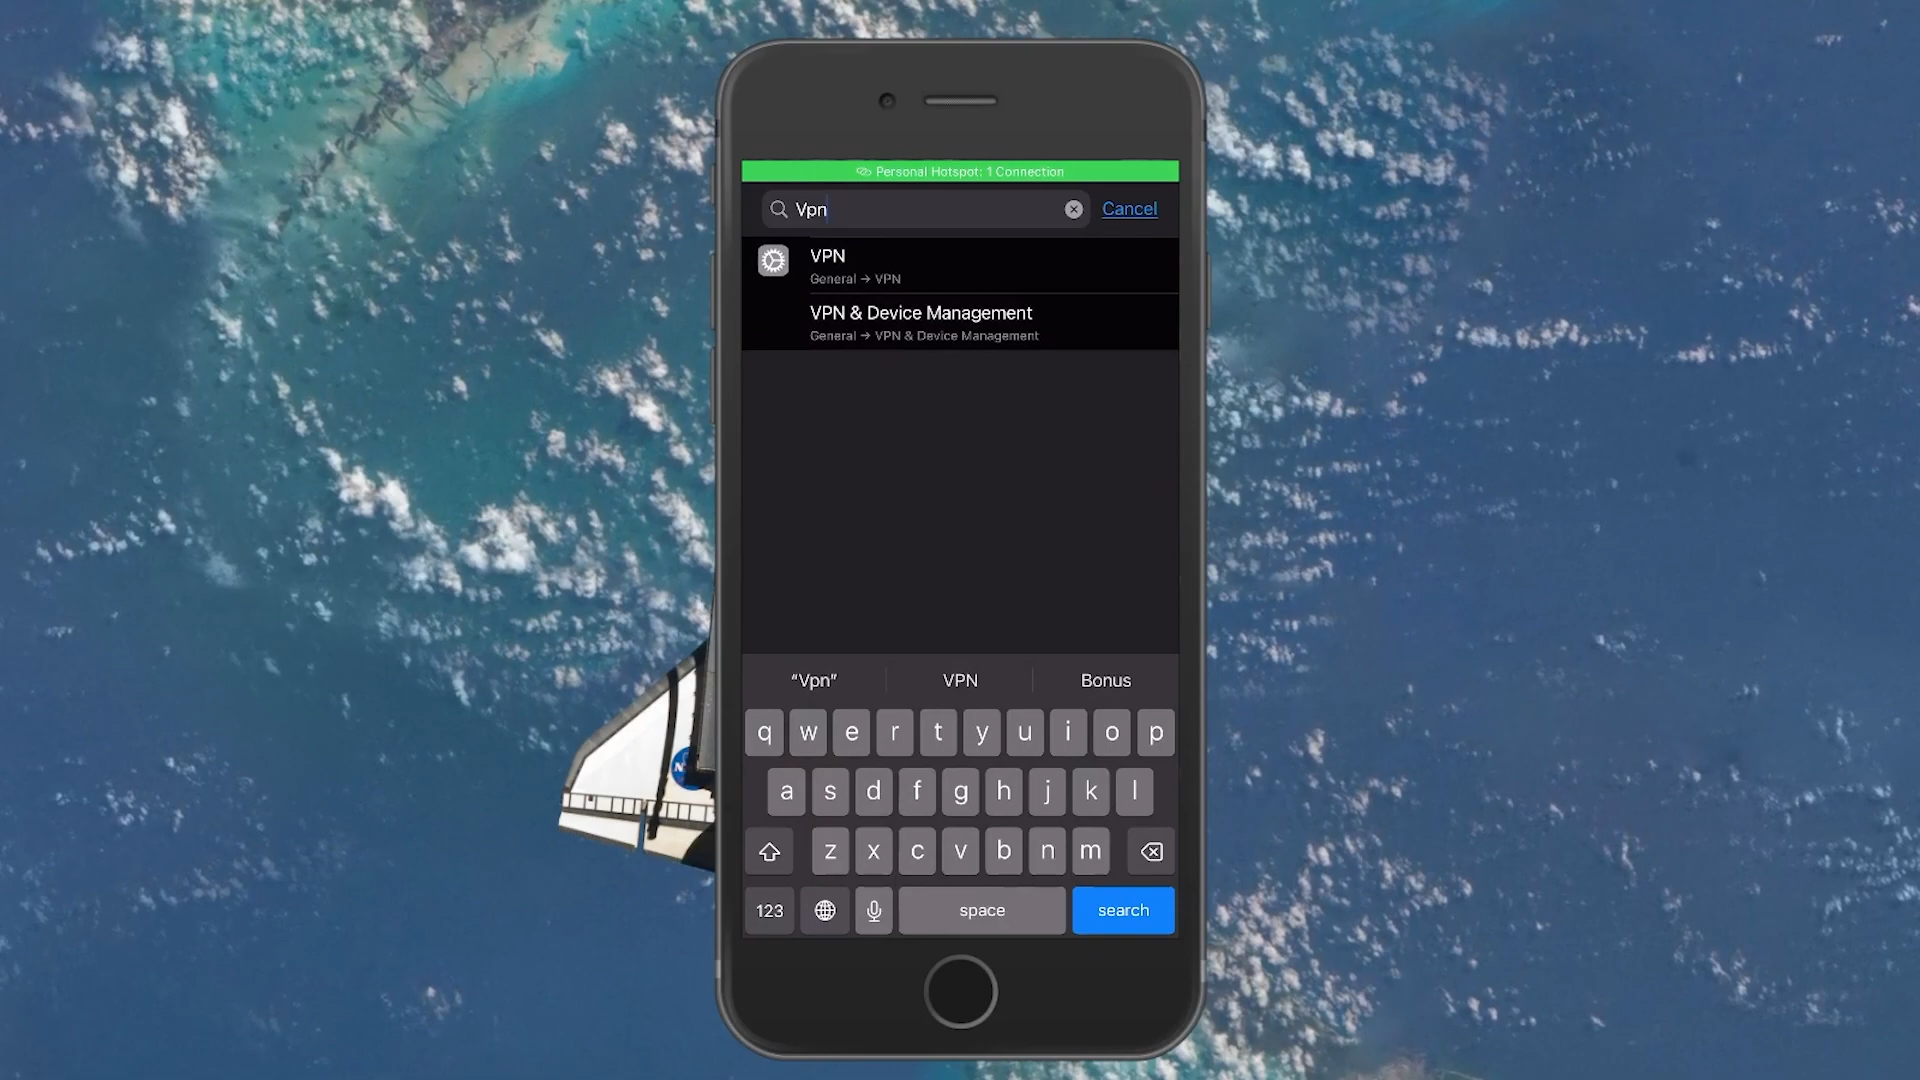 Personal Hotspot: 1 Connection
Vpn
Cancel
VPN
General → VPN
VPN & Device Management
General → VPN & Device Management
“Vpn” VPN Bonus
q w e r t y u i o p
a s d f g h j k l
z x c v b n m
123 space search